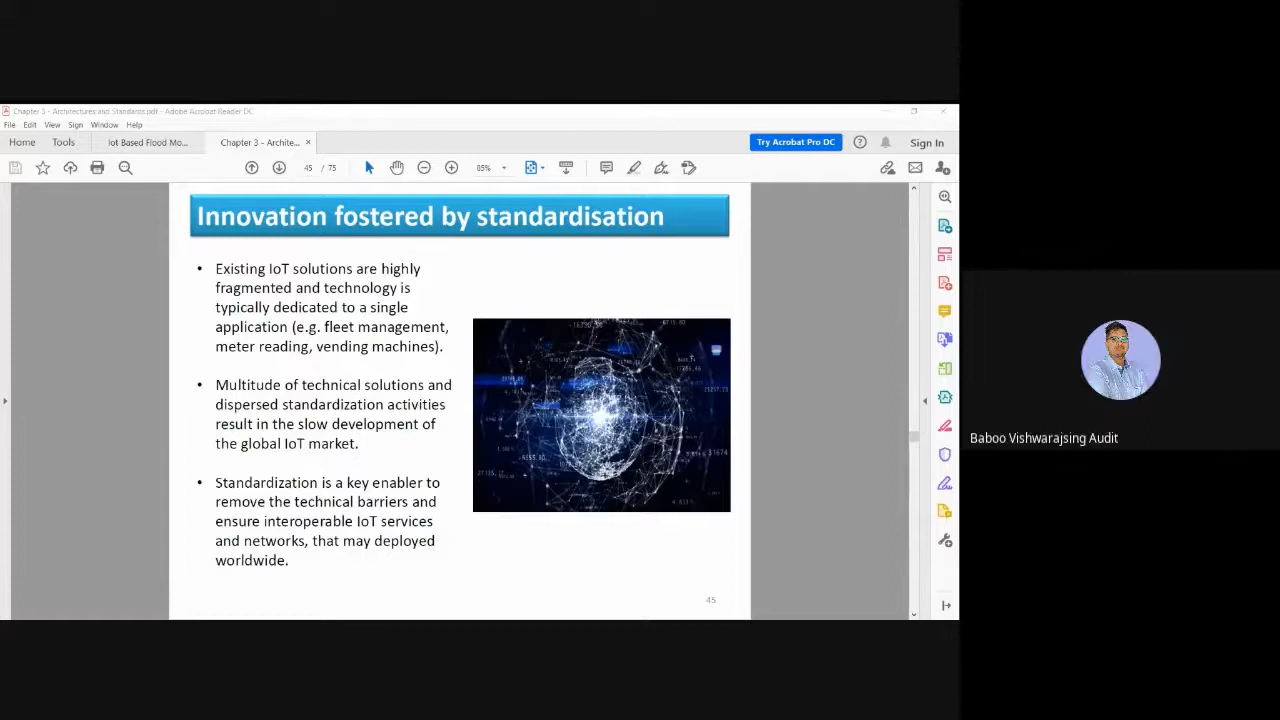 Chapter 3 - Architectures and Standards.pdf - Adobe Acrobat Reader DC
File Edit View Sign Window Help
Home Tools Iot Based Flood Mo... Chapter 3 - Archite... × Try Acrobat Pro DC Sign In
45 / 75 85%
Innovation fostered by standardisation
• Existing IoT solutions are highly
fragmented and technology is
typically dedicated to a single
application (e.g. fleet management,
meter reading, vending machines).
• Multitude of technical solutions and
dispersed standardization activities
result in the slow development of
the global IoT market.
• Standardization is a key enabler to
remove the technical barriers and
ensure interoperable IoT services
and networks, that may deployed
worldwide.
45
Baboo Vishwarajsing Audit